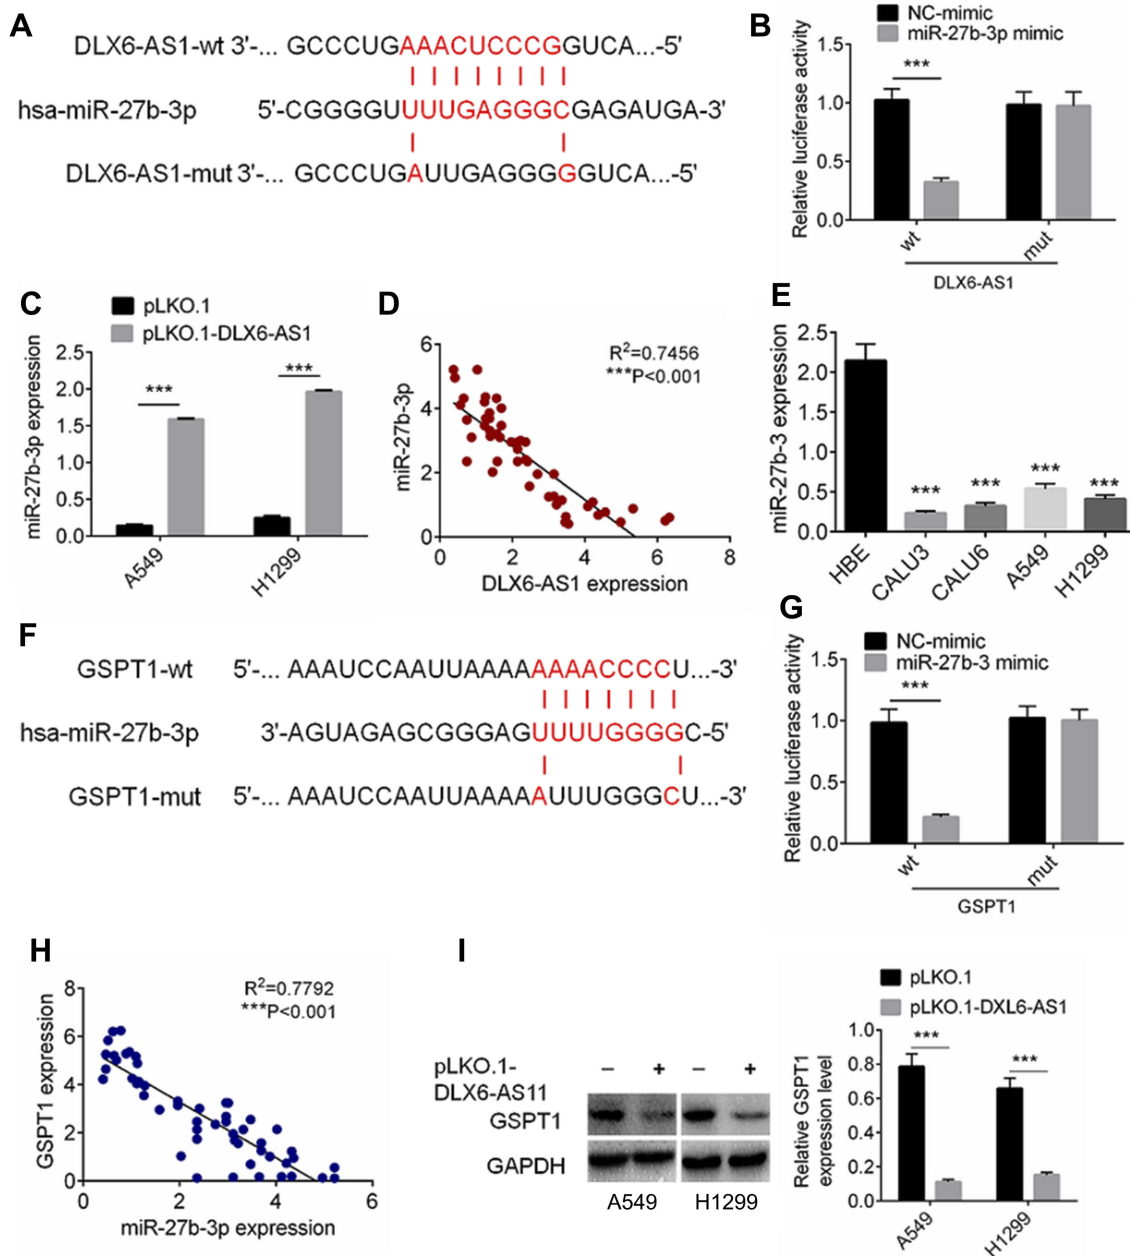 A
DLX6-AS1-wt 3'-... GCCCUGAAACUCCCGGUCA...-5'
hsa-miR-27b-3p 5'-CGGGGUUUUGAGGGCGAGAUGA-3'
DLX6-AS1-mut 3'-... GCCCUGAUUGAGGGGGUCA...-5'
B
NC-mimic
miR-27b-3p mimic
Relative luciferase activity
1.5
1.0
0.5
0.0
***
wt
mut
DLX6-AS1
C
pLKO.1
pLKO.1-DLX6-AS1
miR-27b-3p expression
2.5
2.0
1.5
1.0
0.5
0.0
***
***
A549
H1299
D
miR-27b-3p
6
4
2
0
R²=0.7456
***P<0.001
0 2 4 6 8
DLX6-AS1 expression
E
miR-27b-3 expression
2.5
2.0
1.5
1.0
0.5
0.0
*** *** *** ***
HBE
CALU3
CALU6
A549
H1299
F
GSPT1-wt 5'-... AAAUCCAAUUAAAAAAAACCCCU...-3'
hsa-miR-27b-3p 3'-AGUAGAGCGGGAGUUUUGGGGC-5'
GSPT1-mut 5'-... AAAUCCAAUUAAAAAUUUGGGCU...-3'
G
NC-mimic
miR-27b-3 mimic
Relative luciferase activity
1.5
1.0
0.5
0.0
***
wt
mut
GSPT1
H
GSPT1 expression
8
6
4
2
0
R²=0.7792
***P<0.001
0 2 4 6
miR-27b-3p expression
I
pLKO.1-
DLX6-AS11
– + – +
GSPT1
GAPDH
A549 H1299
pLKO.1
pLKO.1-DXL6-AS1
Relative GSPT1
expression level
1.0
0.8
0.6
0.4
0.2
0.0
***
***
A549
H1299